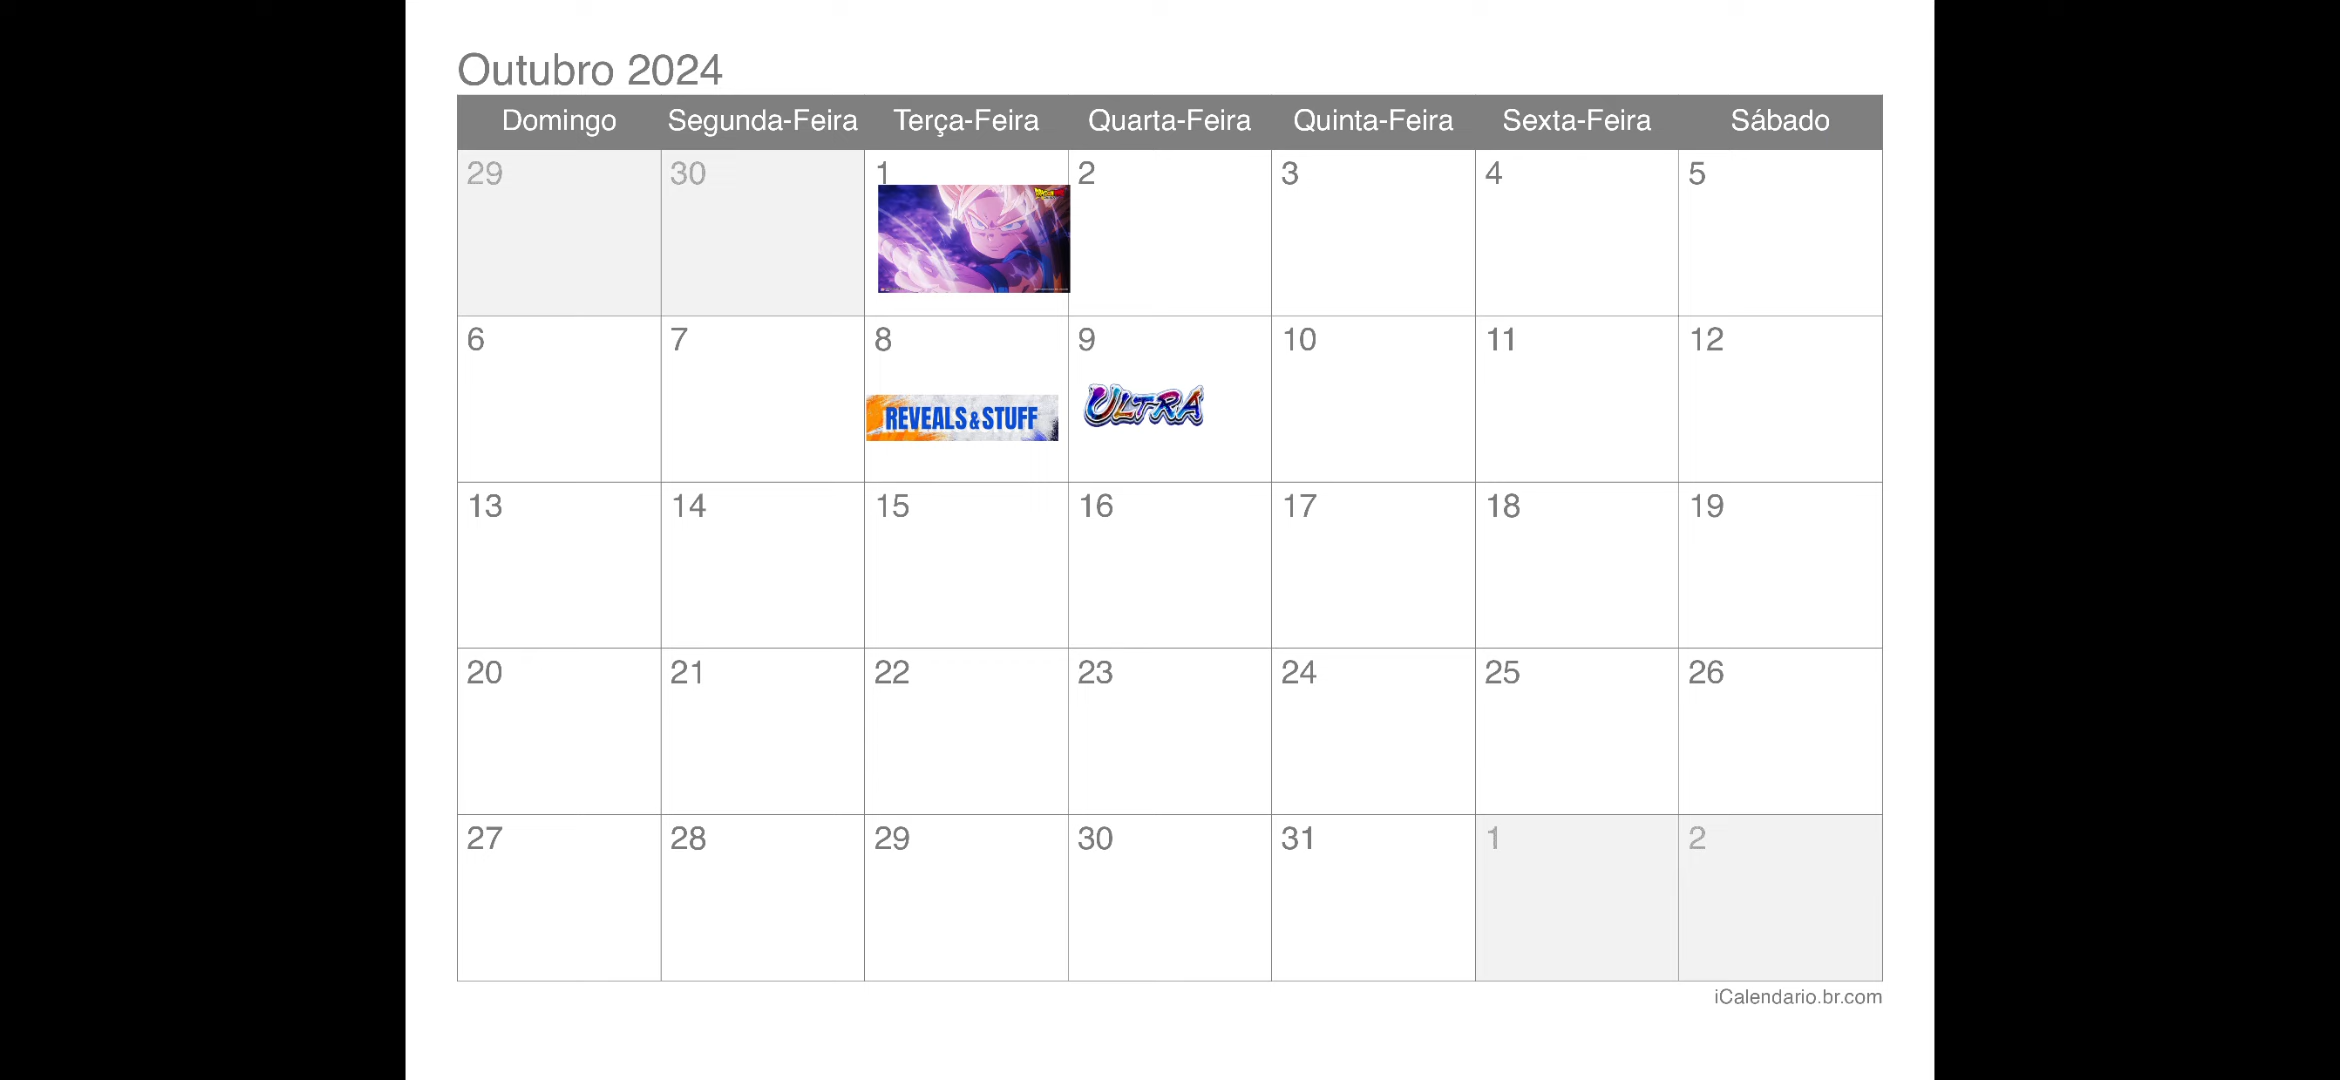 Outubro 2024
Domingo Segunda-Feira Terça-Feira Quarta-Feira Quinta-Feira Sexta-Feira Sábado
29 30 1 2 3 4 5
6 7 8 9 10 11 12
REVEALS & STUFF ULTRA
13 14 15 16 17 18 19
20 21 22 23 24 25 26
27 28 29 30 31 1 2
iCalendario.br.com